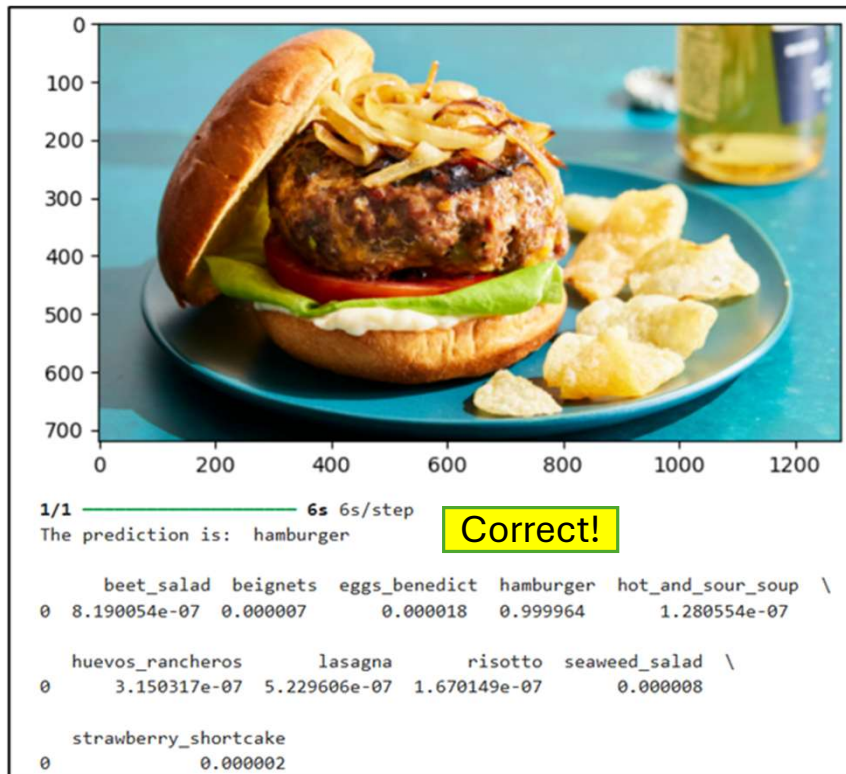 0
100
200
300
400
500
600
700
0 200 400 600 800 1000 1200
1/1 ━━━━━━━━━━━━━━━━━━━━ 6s 6s/step
The prediction is:  hamburger
Correct!
beet_salad  beignets  eggs_benedict  hamburger  hot_and_sour_soup  \
0  8.190054e-07  0.000007  0.000018  0.999964  1.280554e-07
huevos_rancheros  lasagna  risotto  seaweed_salad  \
0  3.150317e-07  5.229606e-07  1.670149e-07  0.000008
strawberry_shortcake
0  0.000002